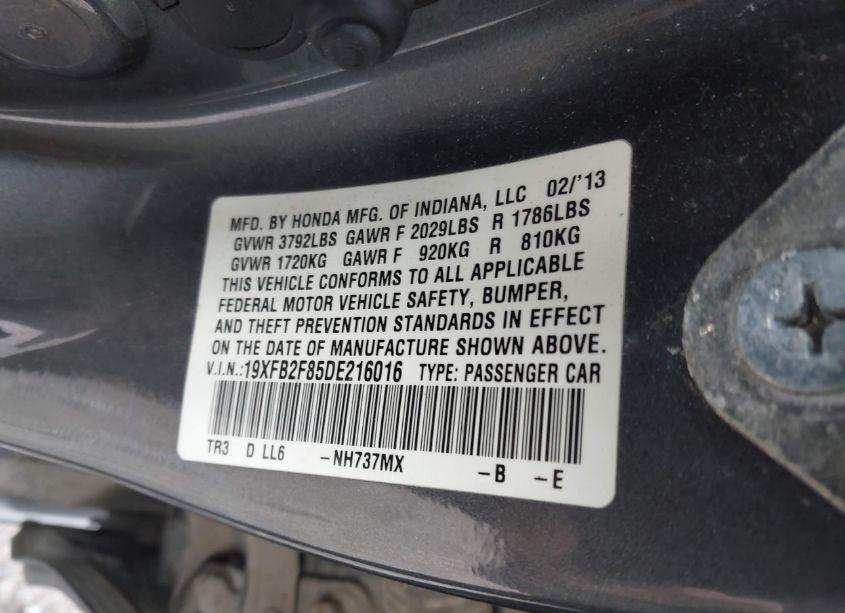 MFD. BY HONDA MFG. OF INDIANA, LLC 02/'13
GVWR 3792LBS GAWR F 2029LBS R 1786LBS
GVWR 1720KG GAWR F 920KG R 810KG
THIS VEHICLE CONFORMS TO ALL APPLICABLE
FEDERAL MOTOR VEHICLE SAFETY, BUMPER,
AND THEFT PREVENTION STANDARDS IN EFFECT
ON THE DATE OF MANUFACTURE SHOWN ABOVE.
V.I.N.:19XFB2F85DE216016 TYPE: PASSENGER CAR
TR3 D LL6 -NH737MX -B -E